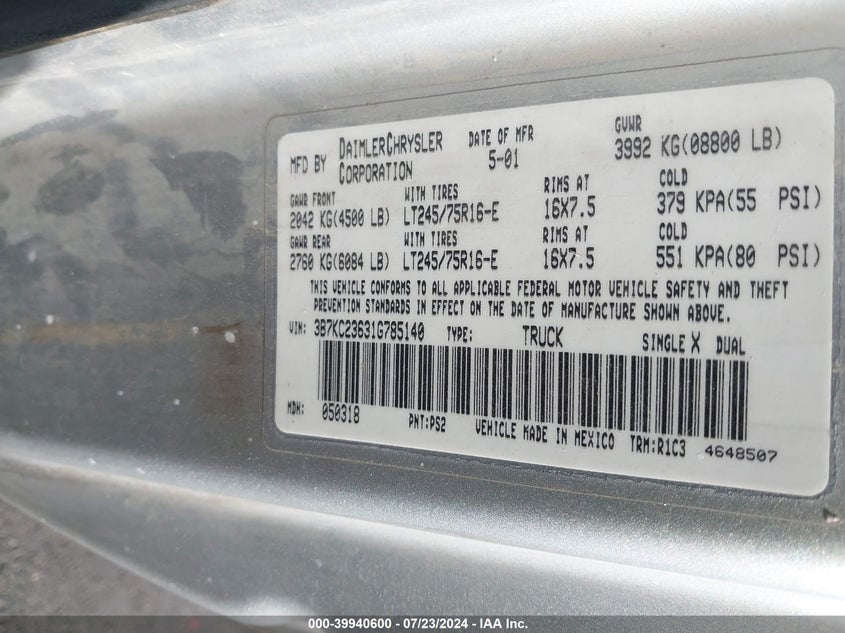 MFD BY DAIMLERCHRYSLER CORPORATION
DATE OF MFR 5-01
GVWR 3992 KG(08800 LB)
GAWR FRONT WITH TIRES RIMS AT COLD
2042 KG(4500 LB) LT245/75R16-E 16X7.5 379 KPA(55 PSI)
GAWR REAR WITH TIRES RIMS AT COLD
2760 KG(6084 LB) LT245/75R16-E 16X7.5 551 KPA(80 PSI)
THIS VEHICLE CONFORMS TO ALL APPLICABLE FEDERAL MOTOR VEHICLE SAFETY AND THEFT
PREVENTION STANDARDS IN EFFECT ON THE DATE OF MANUFACTURE SHOWN ABOVE.
VIN: 3B7KC23631G785140 TYPE: TRUCK SINGLE X DUAL
MDH: 050318 PNT:PS2 VEHICLE MADE IN MEXICO TRM:R1C3 4648507
000-39940600 - 07/23/2024 - IAA Inc.